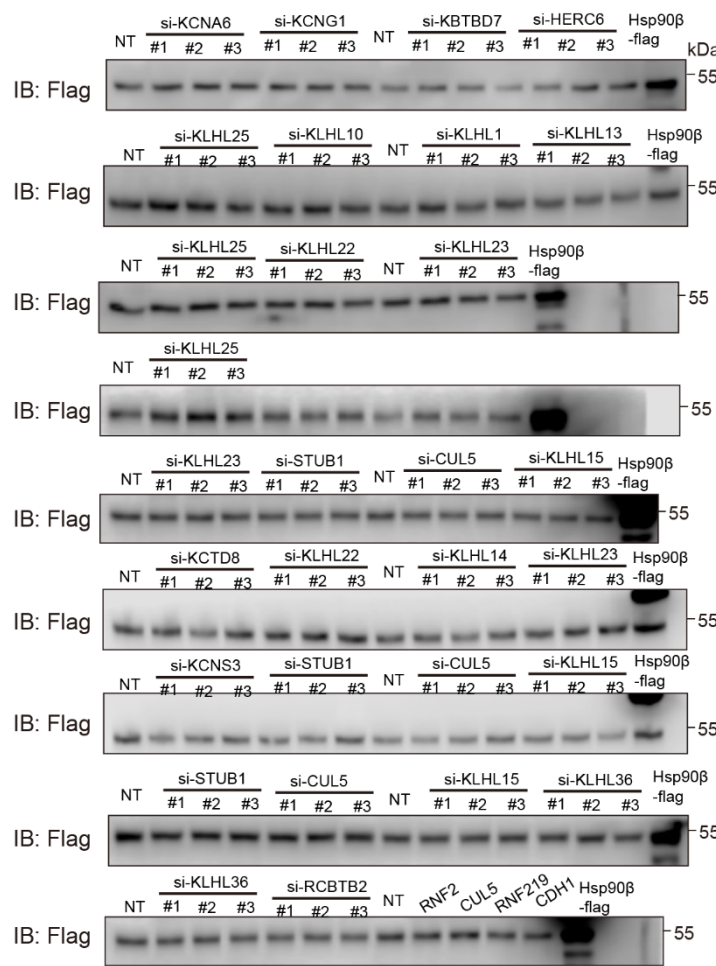 si-KCNA6 si-KCNG1 si-KBTBD7 si-HERC6 Hsp90β
NT #1 #2 #3 #1 #2 #3 NT #1 #2 #3 #1 #2 #3 -flag kDa
IB: Flag 55
si-KLHL25 si-KLHL10 si-KLHL1 si-KLHL13 Hsp90β
NT #1 #2 #3 #1 #2 #3 NT #1 #2 #3 #1 #2 #3 -flag
IB: Flag 55
si-KLHL25 si-KLHL22 si-KLHL23 Hsp90β
NT #1 #2 #3 #1 #2 #3 NT #1 #2 #3 -flag
IB: Flag 55
si-KLHL25
NT #1 #2 #3
IB: Flag 55
si-KLHL23 si-STUB1 si-CUL5 si-KLHL15 Hsp90β
NT #1 #2 #3 #1 #2 #3 NT #1 #2 #3 #1 #2 #3 -flag
IB: Flag 55
si-KCTD8 si-KLHL22 si-KLHL14 si-KLHL23 Hsp90β
NT #1 #2 #3 #1 #2 #3 NT #1 #2 #3 #1 #2 #3 -flag
IB: Flag 55
si-KCNS3 si-STUB1 si-CUL5 si-KLHL15 Hsp90β
NT #1 #2 #3 #1 #2 #3 NT #1 #2 #3 #1 #2 #3 -flag
IB: Flag 55
si-STUB1 si-CUL5 si-KLHL15 si-KLHL36 Hsp90β
NT #1 #2 #3 #1 #2 #3 NT #1 #2 #3 #1 #2 #3 -flag
IB: Flag 55
si-KLHL36 si-RCBTB2 RNF2 CUL5 RNF219 CDH1 Hsp90β
NT #1 #2 #3 #1 #2 #3 NT -flag
IB: Flag 55